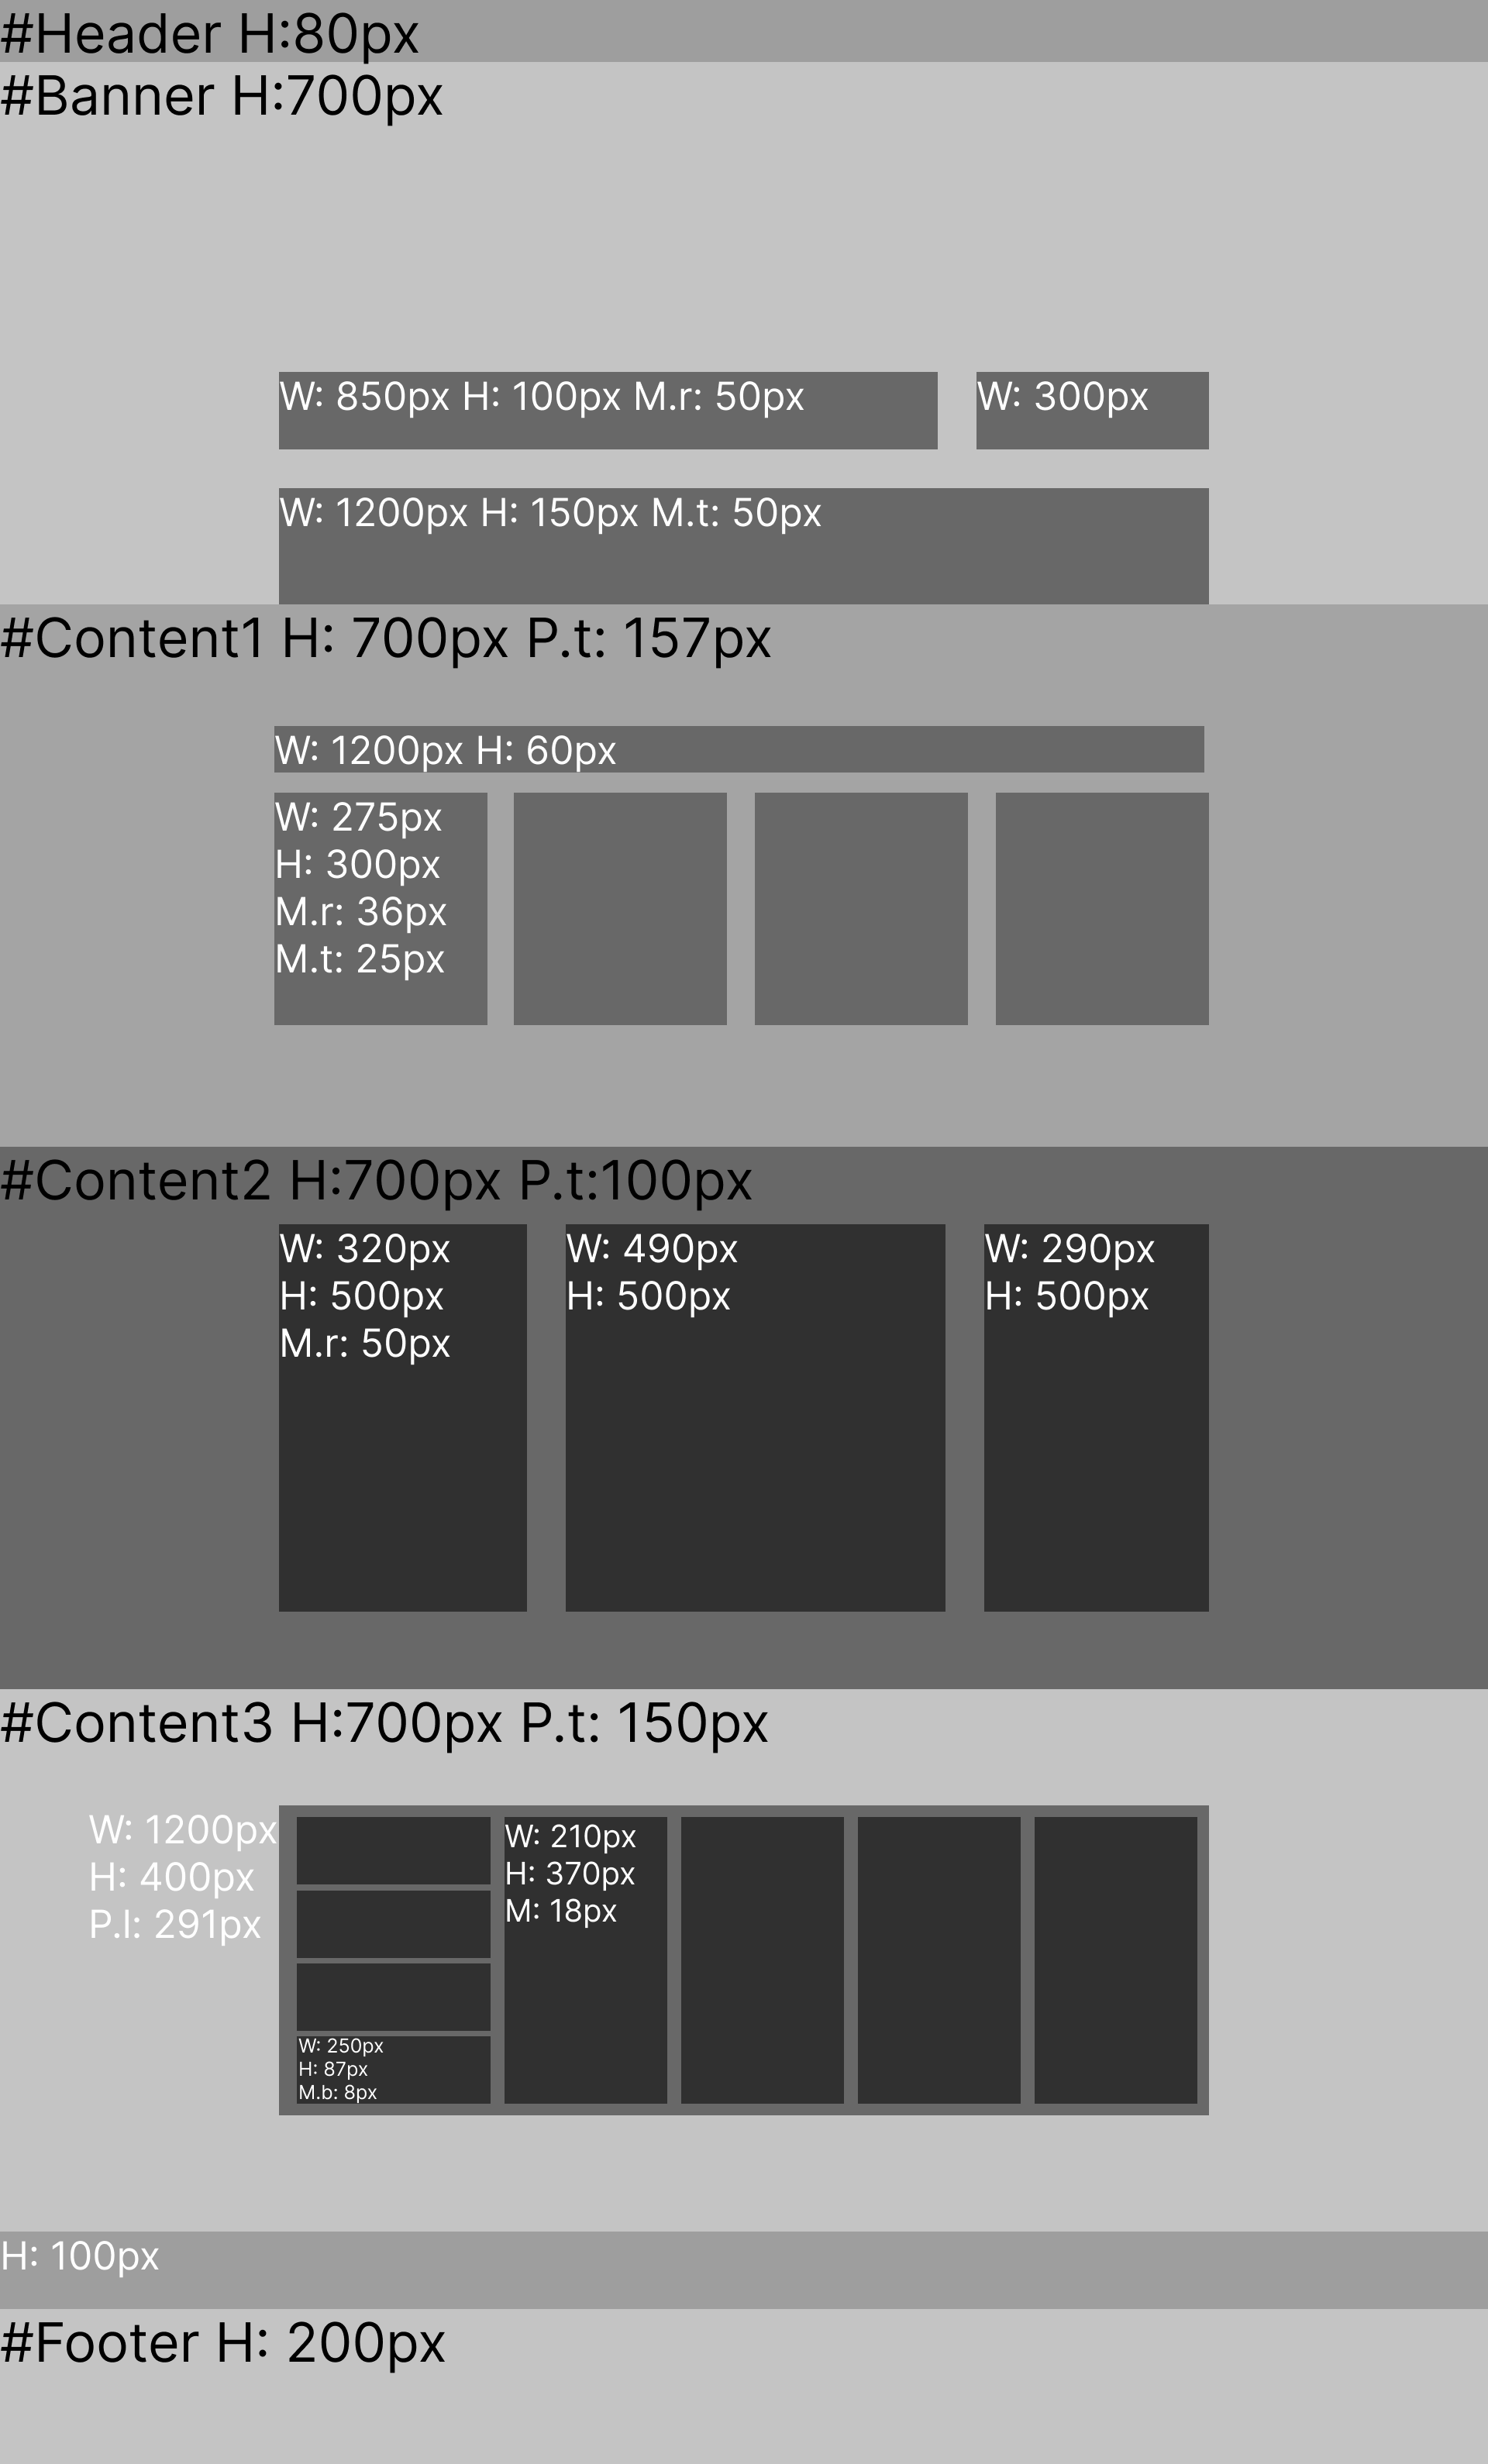 #Header H:80px
#Banner H:700px
W: 850px H: 100px M.r: 50px
W: 300px
W: 1200px H: 150px M.t: 50px
#Content1 H: 700px P.t: 157px
W: 1200px H: 60px
W: 275px
H: 300px
M.r: 36px
M.t: 25px
#Content2 H:700px P.t:100px
W: 320px
H: 500px
M.r: 50px
W: 490px
H: 500px
W: 290px
H: 500px
#Content3 H:700px P.t: 150px
W: 1200px
H: 400px
P.l: 291px
W: 210px
H: 370px
M: 18px
W: 250px
H: 87px
M.b: 8px
H: 100px
#Footer H: 200px